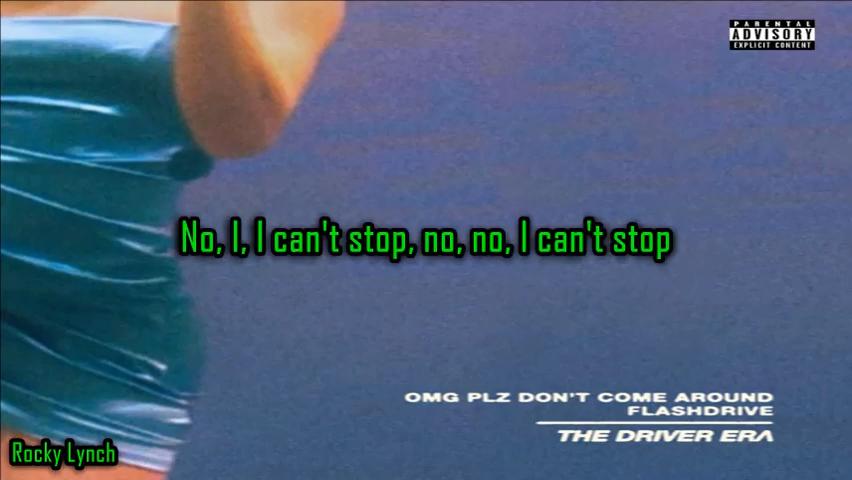 PARENTAL
ADVISORY
EXPLICIT CONTENT
No, I, I can't stop, no, no, I can't stop
OMG PLZ DON'T COME AROUND
FLASHDRIVE
THE DRIVER ERA
Rocky Lynch